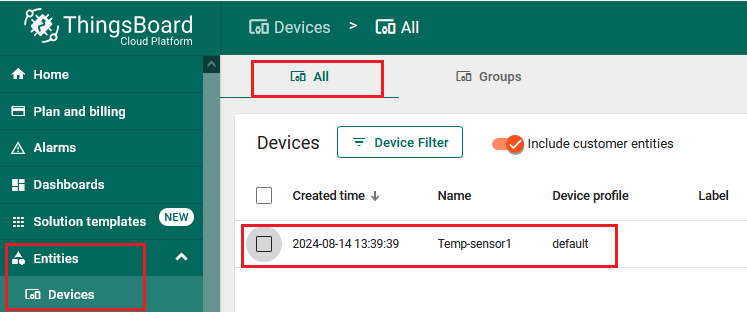 ThingsBoard
Cloud Platform
Devices > All
Home
Plan and billing
Alarms
Dashboards
Solution templates NEW
Entities
Devices
All Groups
Devices Device Filter Include customer entities
Created time Name Device profile Label
2024-08-14 13:39:39 Temp-sensor1 default